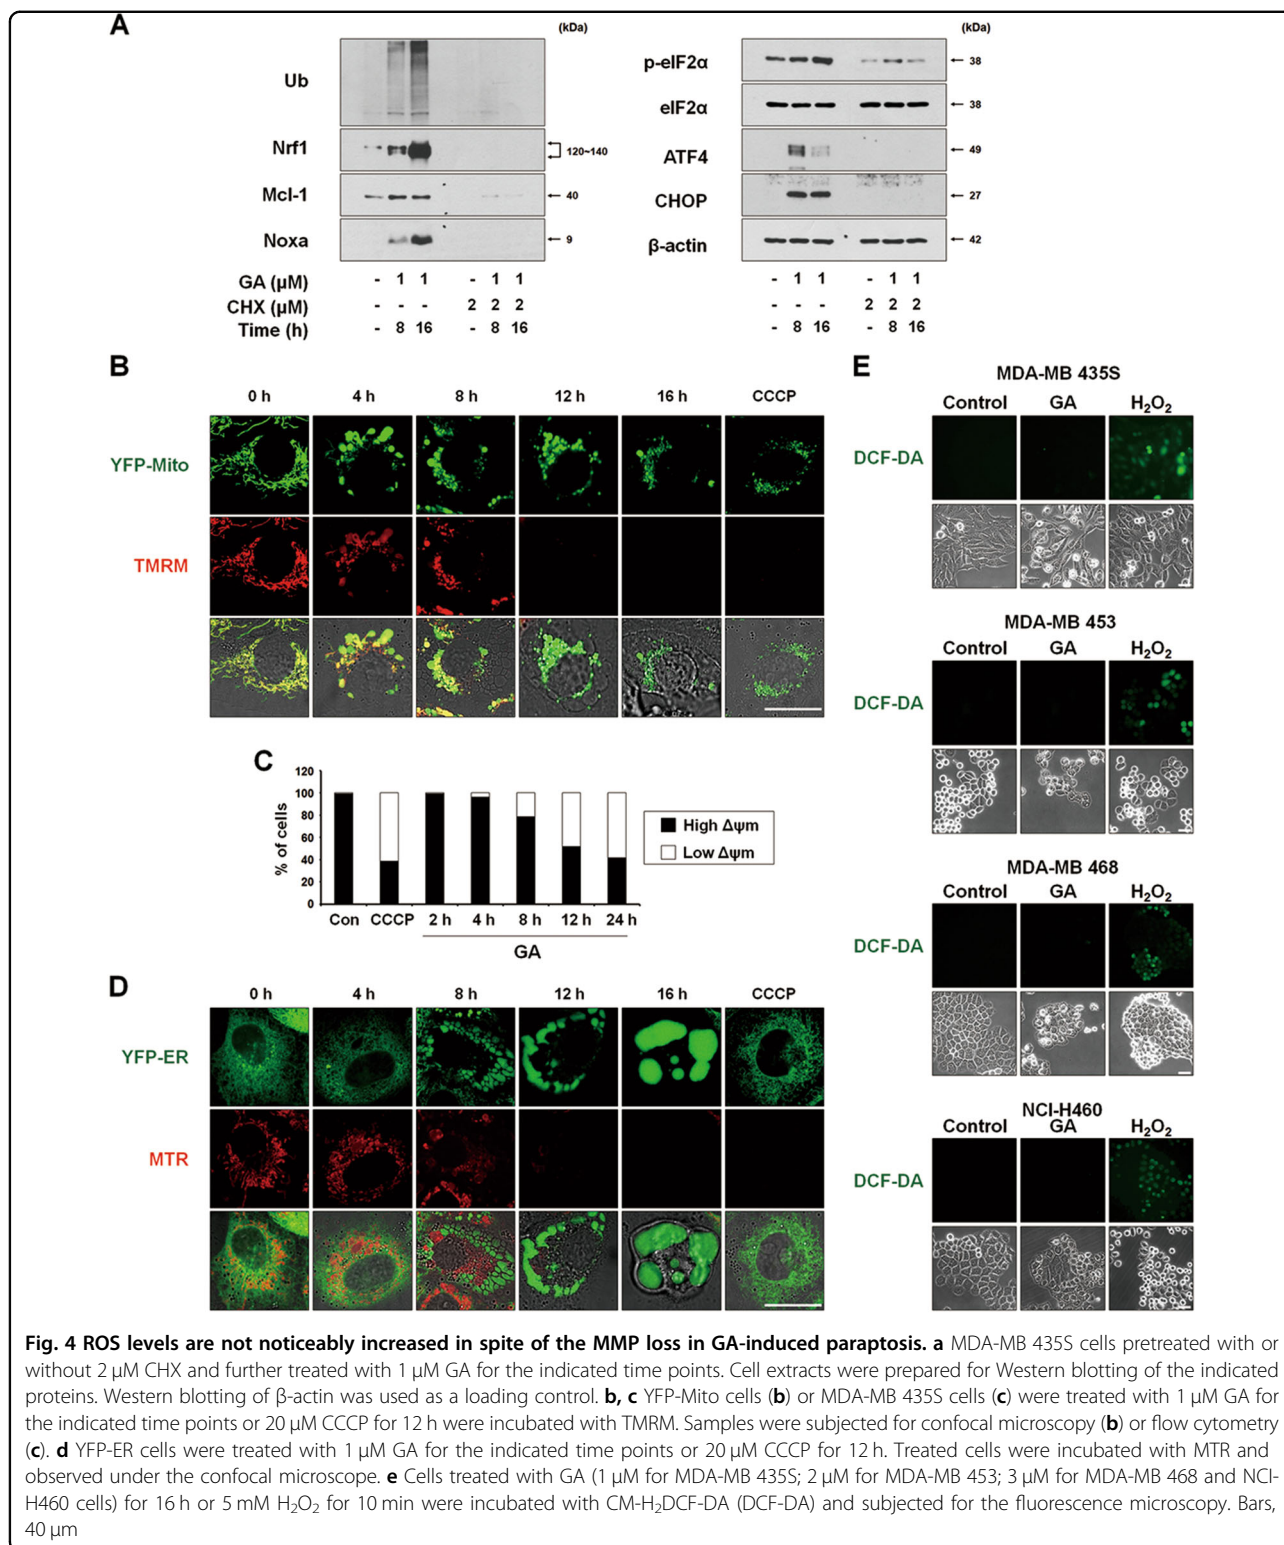 A
(kDa)
Ub
Nrf1
120~140
Mcl-1
40
Noxa
9
GA (µM) - 1 1 - 1 1
CHX (µM) - - - 2 2 2
Time (h) - 8 16 - 8 16
(kDa)
p-eIF2α
38
eIF2α
38
ATF4
49
CHOP
27
β-actin
42
- 1 1 - 1 1
- - - 2 2 2
- 8 16 - 8 16
B
0 h 4 h 8 h 12 h 16 h CCCP
YFP-Mito
TMRM
C
% of cells
120
100
80
60
40
20
0
Con CCCP 2 h 4 h 8 h 12 h 24 h
GA
High Δψm
Low Δψm
D
0 h 4 h 8 h 12 h 16 h CCCP
YFP-ER
MTR
E
MDA-MB 435S
Control GA H₂O₂
DCF-DA
MDA-MB 453
Control GA H₂O₂
DCF-DA
MDA-MB 468
Control GA H₂O₂
DCF-DA
NCI-H460
Control GA H₂O₂
DCF-DA
Fig. 4 ROS levels are not noticeably increased in spite of the MMP loss in GA-induced paraptosis. a MDA-MB 435S cells pretreated with or
without 2 µM CHX and further treated with 1 µM GA for the indicated time points. Cell extracts were prepared for Western blotting of the indicated
proteins. Western blotting of β-actin was used as a loading control. b, c YFP-Mito cells (b) or MDA-MB 435S cells (c) were treated with 1 µM GA for
the indicated time points or 20 µM CCCP for 12 h were incubated with TMRM. Samples were subjected for confocal microscopy (b) or flow cytometry
(c). d YFP-ER cells were treated with 1 µM GA for the indicated time points or 20 µM CCCP for 12 h. Treated cells were incubated with MTR and
observed under the confocal microscope. e Cells treated with GA (1 µM for MDA-MB 435S; 2 µM for MDA-MB 453; 3 µM for MDA-MB 468 and NCI-
H460 cells) for 16 h or 5 mM H₂O₂ for 10 min were incubated with CM-H₂DCF-DA (DCF-DA) and subjected for the fluorescence microscopy. Bars,
40 µm